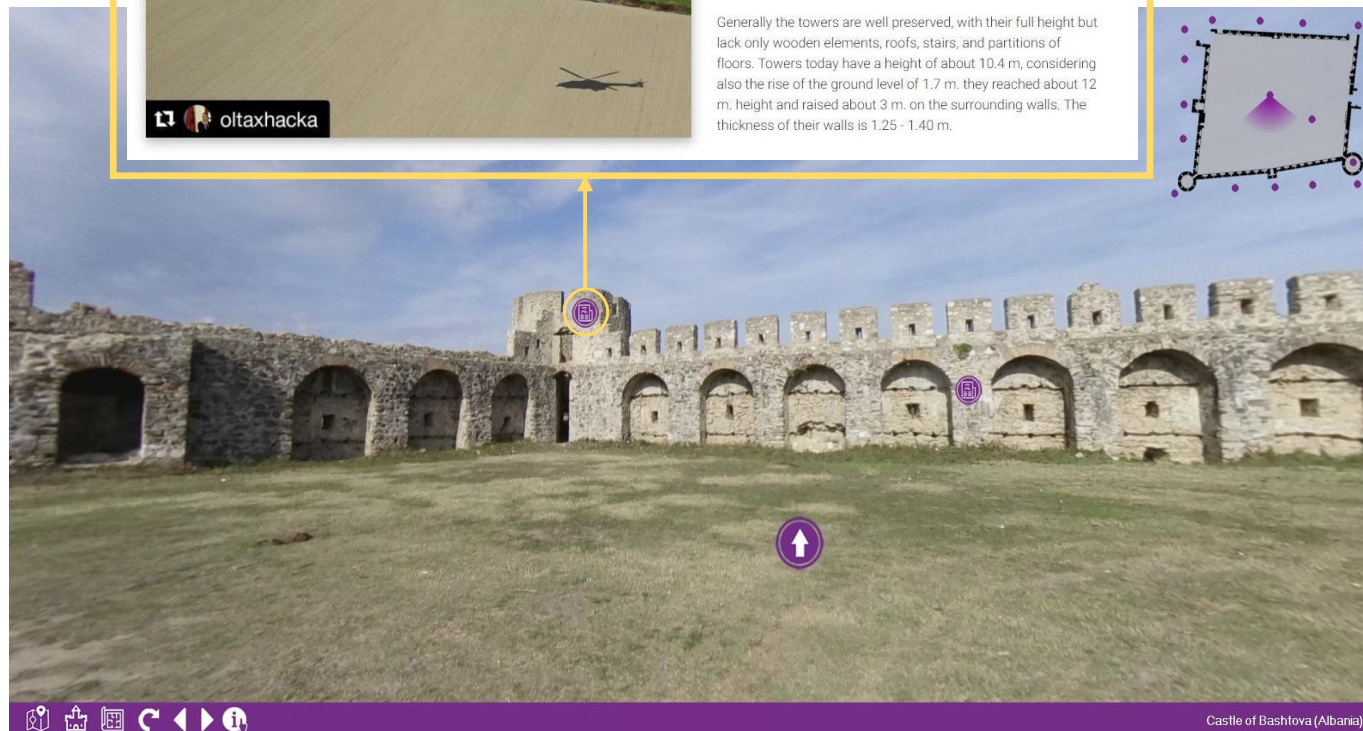 Generally the towers are well preserved, with their full height but
lack only wooden elements, roofs, stairs, and partitions of
floors. Towers today have a height of about 10.4 m, considering
also the rise of the ground level of 1.7 m. they reached about 12
m. height and raised about 3 m. on the surrounding walls. The
thickness of their walls is 1.25 - 1.40 m.
oltaxhacka
Castle of Bashtova (Albania)